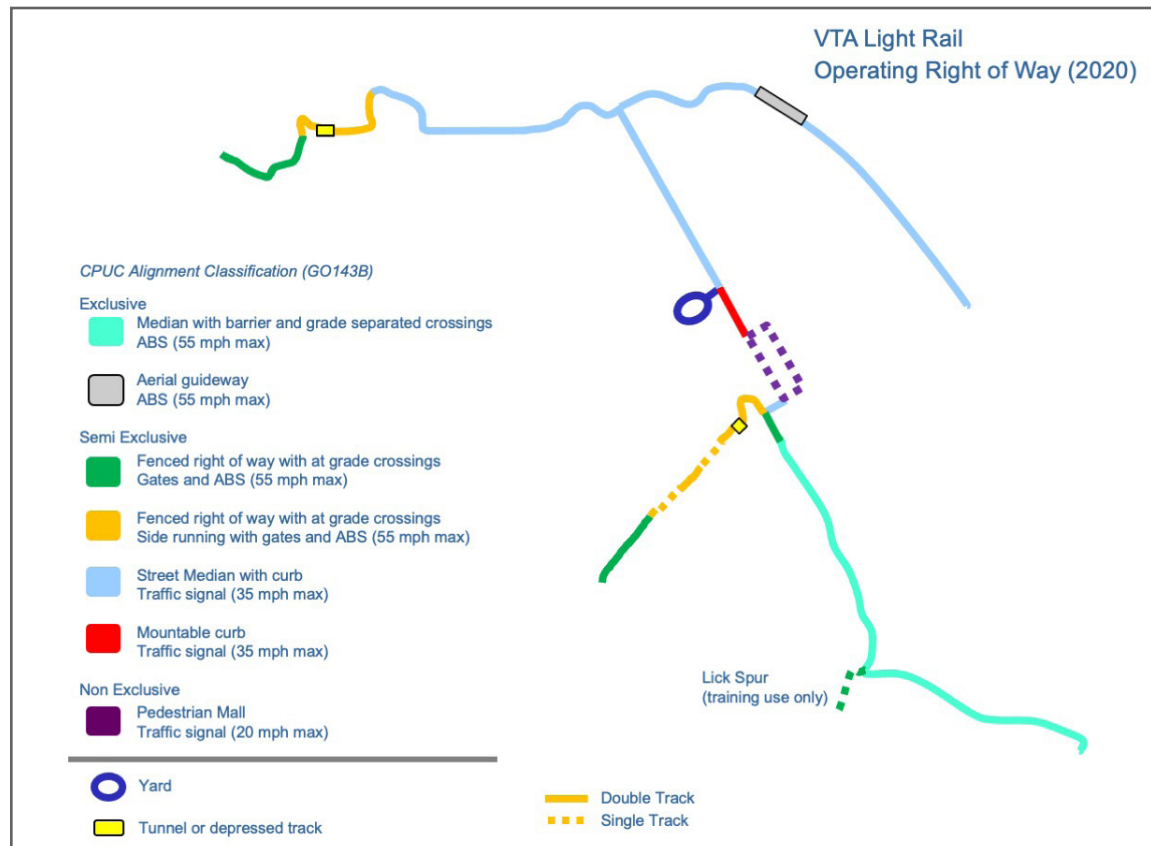 VTA Light Rail
Operating Right of Way (2020)
CPUC Alignment Classification (GO143B)
Exclusive
Median with barrier and grade separated crossings
ABS (55 mph max)
Aerial guideway
ABS (55 mph max)
Semi Exclusive
Fenced right of way with at grade crossings
Gates and ABS (55 mph max)
Fenced right of way with at grade crossings
Side running with gates and ABS (55 mph max)
Street Median with curb
Traffic signal (35 mph max)
Mountable curb
Traffic signal (35 mph max)
Non Exclusive
Pedestrian Mall
Traffic signal (20 mph max)
Yard
Tunnel or depressed track
Lick Spur
(training use only)
Double Track
Single Track